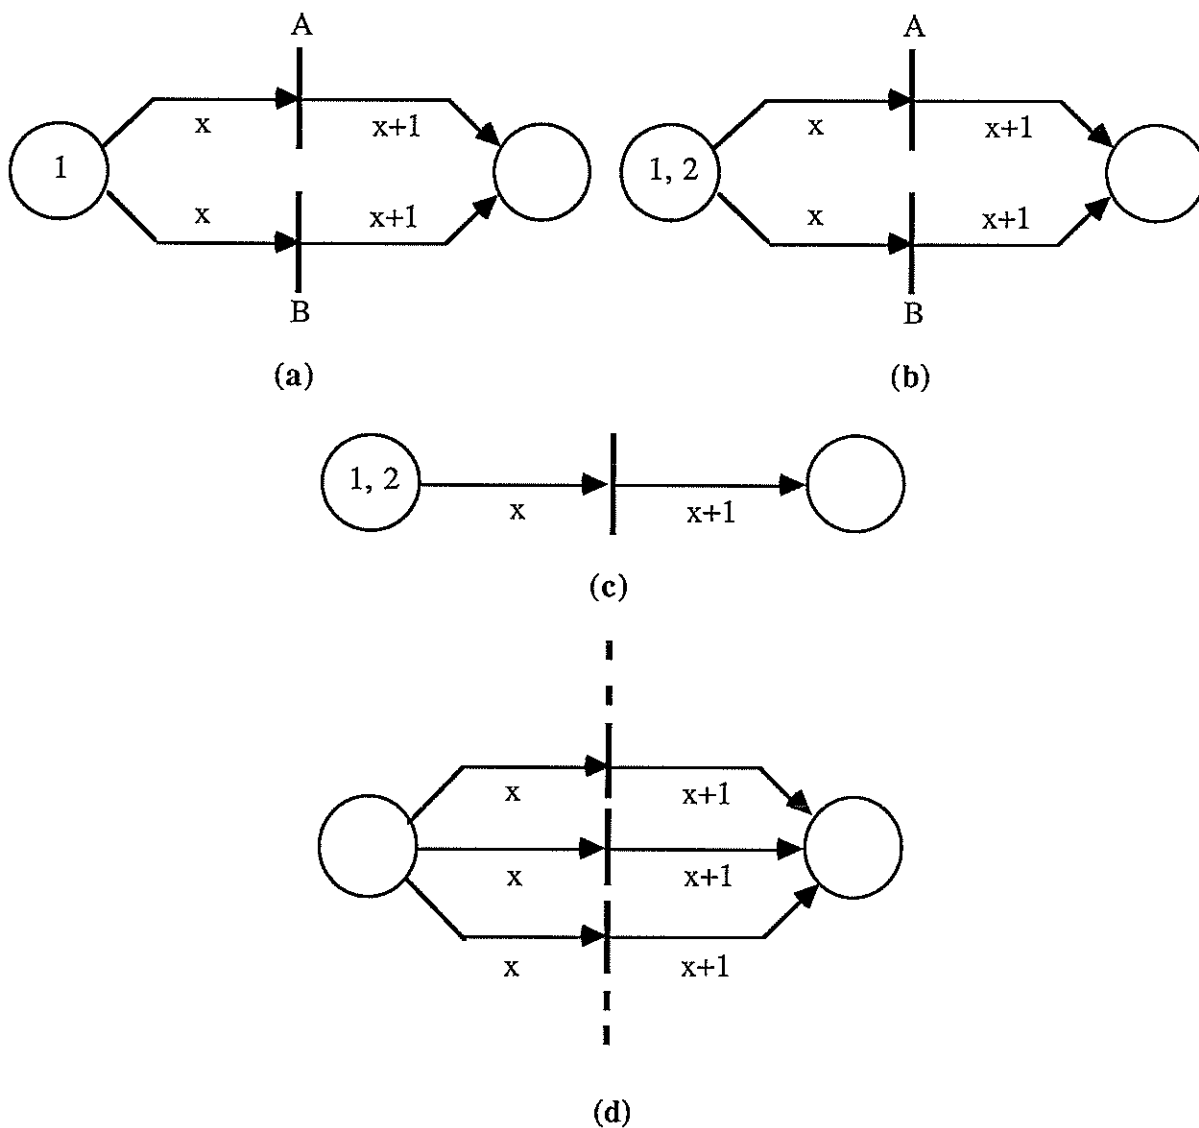 A A
x x+1 x x+1
1 1, 2
x x+1 x x+1
B B
(a) (b)
1, 2
x x+1
(c)
x x+1
x x+1
x x+1
(d)